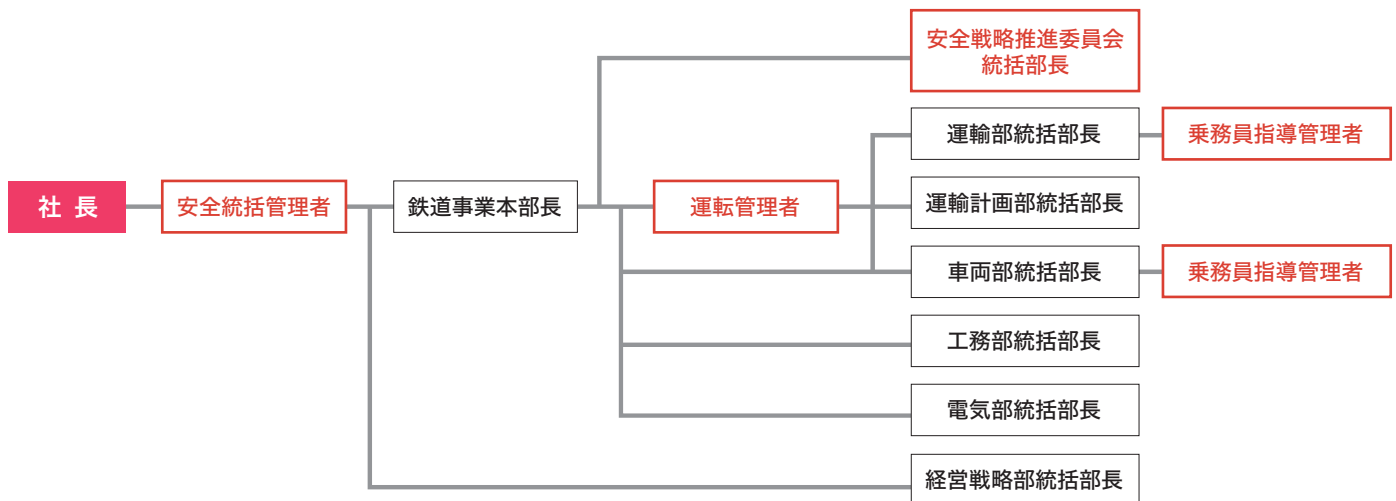 安全戦略推進委員会
統括部長
運輸部統括部長
乗務員指導管理者
社 長
安全統括管理者
鉄道事業本部長
運転管理者
運輸計画部統括部長
車両部統括部長
乗務員指導管理者
工務部統括部長
電気部統括部長
経営戦略部統括部長